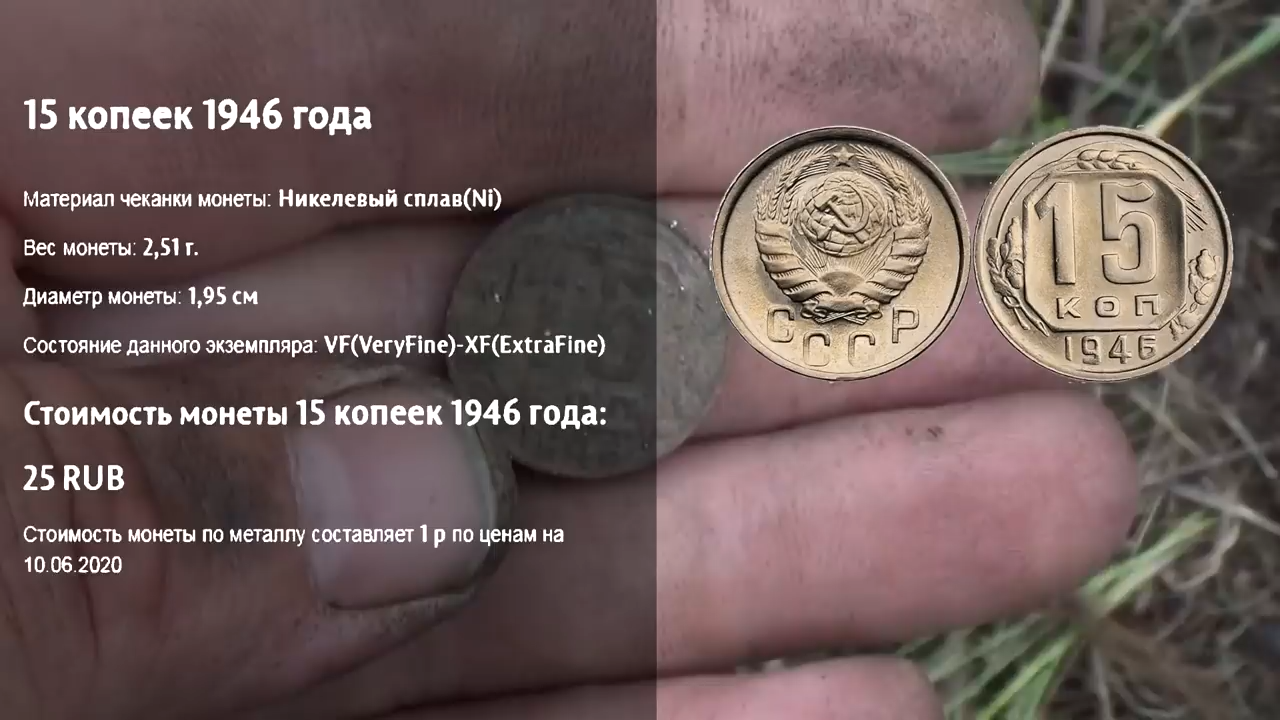 15 копеек 1946 года
Материал чеканки монеты: Никелевый сплав(Ni)
Вес монеты: 2,51 г.
Диаметр монеты: 1,95 см
Состояние данного экземпляра: VF(VeryFine)-XF(ExtraFine)
Стоимость монеты 15 копеек 1946 года:
25 RUB
Стоимость монеты по металлу составляет 1 р по ценам на
10.06.2020
СССР
15
КОП
1946